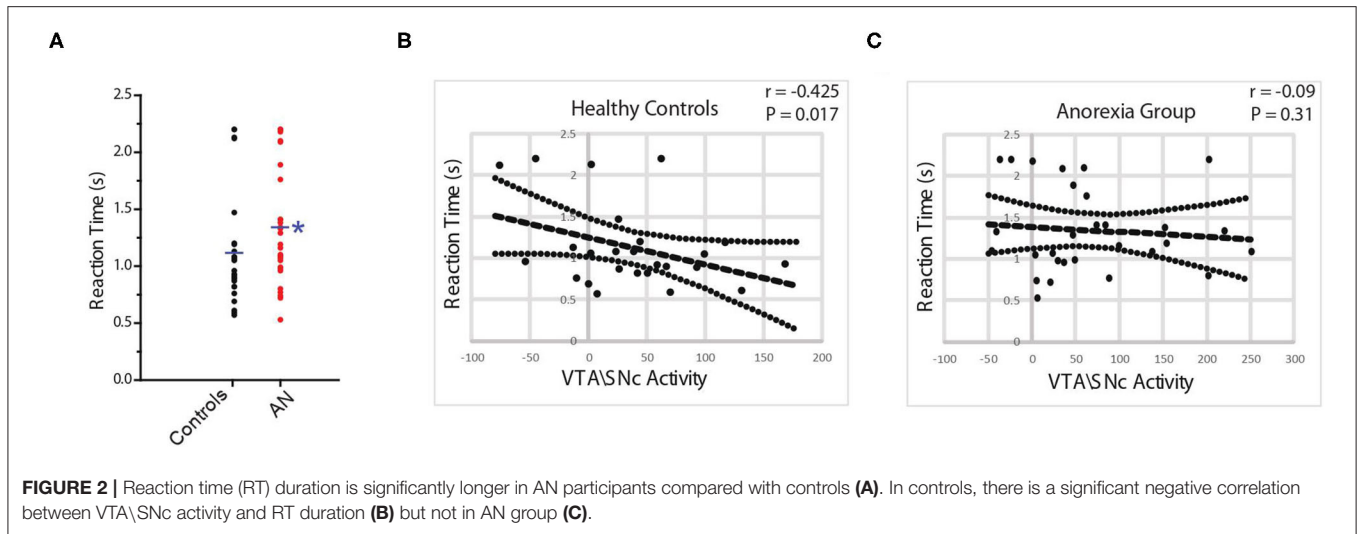 A
B
C
2.5
2.0
1.5
1.0
0.5
0.0
Reaction Time (s)
Controls
AN
*
r = -0.425
P = 0.017
Healthy Controls
Reaction Time (s)
2.5
2
1.5
1
0.5
0
-100
-50
0
50
100
150
200
VTA\SNc Activity
r = -0.09
P = 0.31
Anorexia Group
Reaction Time (s)
2.5
2
1.5
1
0.5
0
-100
-50
0
50
100
150
200
250
300
VTA\SNc Activity
FIGURE 2 | Reaction time (RT) duration is significantly longer in AN participants compared with controls (A). In controls, there is a significant negative correlation
between VTA\SNc activity and RT duration (B) but not in AN group (C).